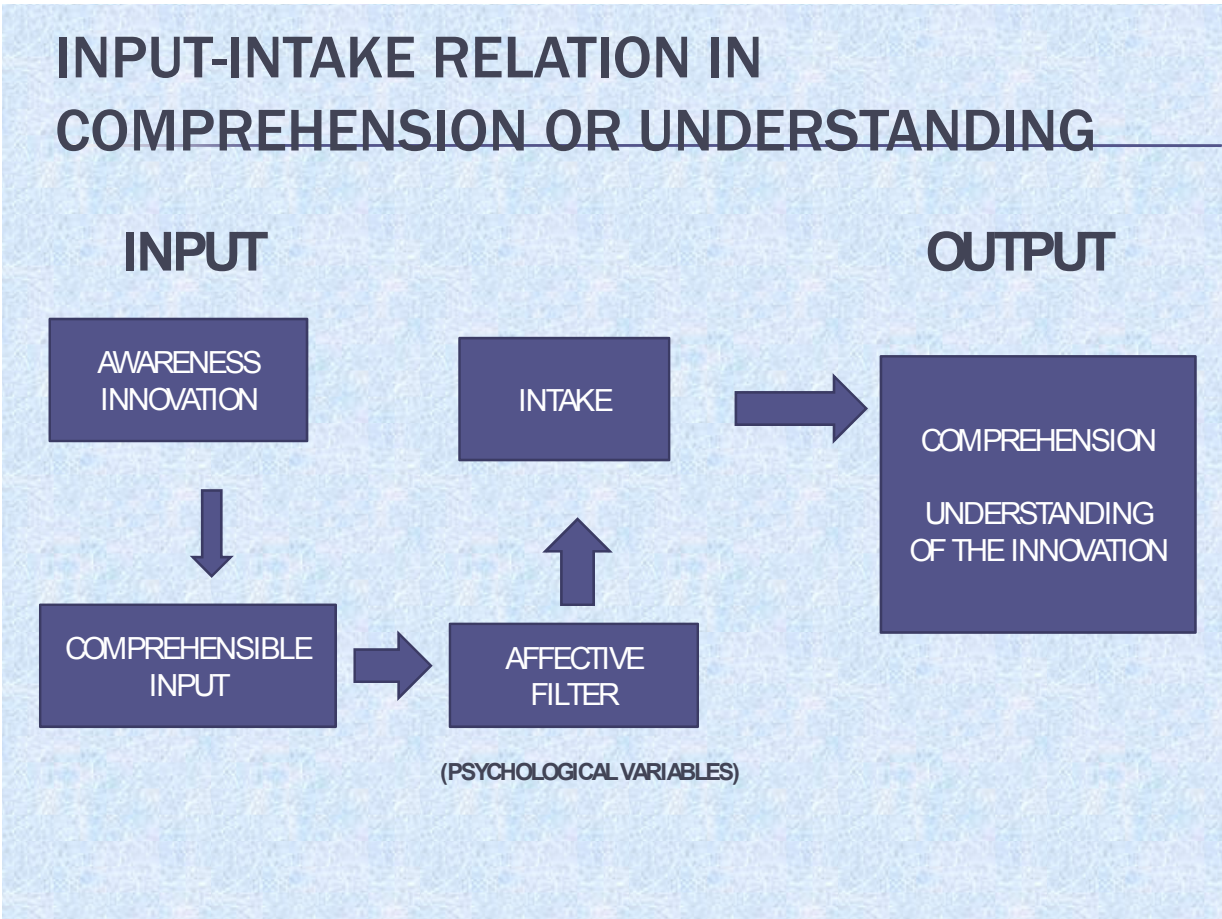 INPUT-INTAKE RELATION IN
COMPREHENSION OR UNDERSTANDING
INPUT
OUTPUT
AWARENESS
INNOVATION
COMPREHENSIBLE
INPUT
AFFECTIVE
FILTER
(PSYCHOLOGICAL VARIABLES)
INTAKE
COMPREHENSION
UNDERSTANDING
OF THE INNOVATION